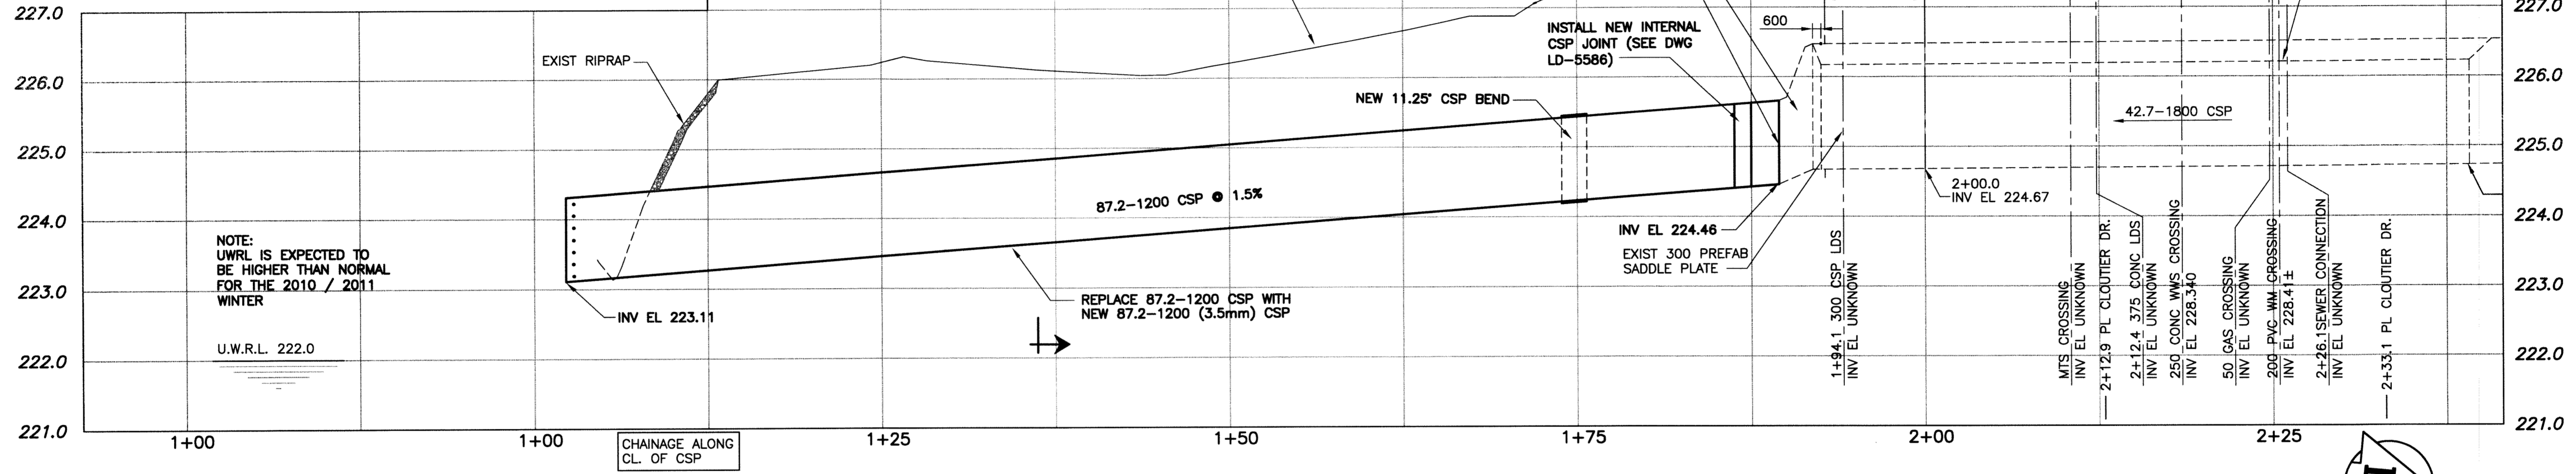 227.0
226.0
225.0
224.0
223.0
222.0
221.0
EXIST RIPRAP
NOTE:
UWRL IS EXPECTED TO
BE HIGHER THAN NORMAL
FOR THE 2010 / 2011
WINTER
U.W.R.L. 222.0
INV EL 223.11
87.2-1200 CSP @ 1.5%
REPLACE 87.2-1200 CSP WITH
NEW 87.2-1200 (3.5mm) CSP
NEW 11.25° CSP BEND
INSTALL NEW INTERNAL
CSP JOINT (SEE DWG
LD-5586)
600
INV EL 224.46
EXIST 300 PREFAB
SADDLE PLATE
42.7-1800 CSP
2+00.0
INV EL 224.67
1+94.1 300 CSP LDS
INV EL UNKNOWN
MTS CROSSING
INV EL UNKNOWN
2+12.9 PL CLOUTIER DR.
2+12.4 375 CONC LDS
INV EL UNKNOWN
250 CONC WWS CROSSING
INV EL 228.340
50 GAS CROSSING
INV EL UNKNOWN
200 PVC WM CROSSING
INV EL 228.41±
2+26.1SEWER CONNECTION
INV EL UNKNOWN
2+33.1 PL CLOUTIER DR.
227.0
226.0
225.0
224.0
223.0
222.0
221.0
1+00
1+00
1+25
1+50
1+75
2+00
2+25
CHAINAGE ALONG
CL. OF CSP